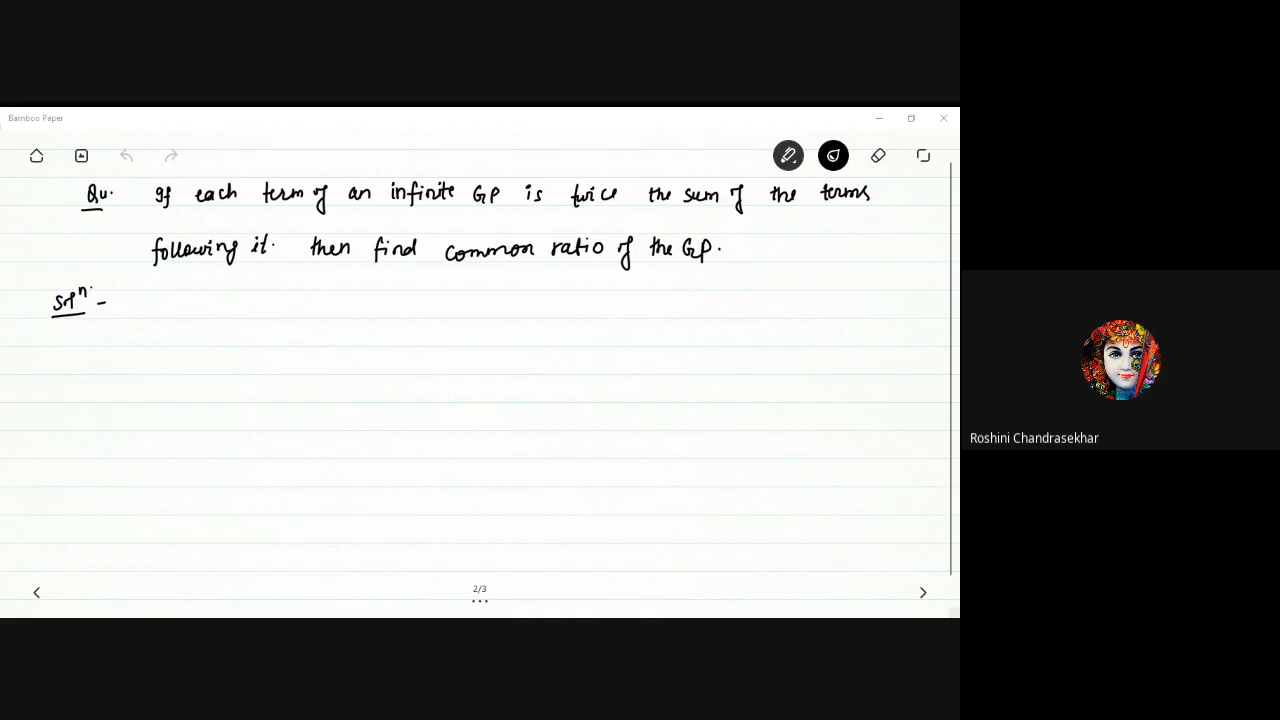 Bamboo Paper
Qu. If each term of an infinite GP is twice the sum of the terms
following it. then find common ratio of the GP.
Solⁿ. -
Roshini Chandrasekhar
2/3